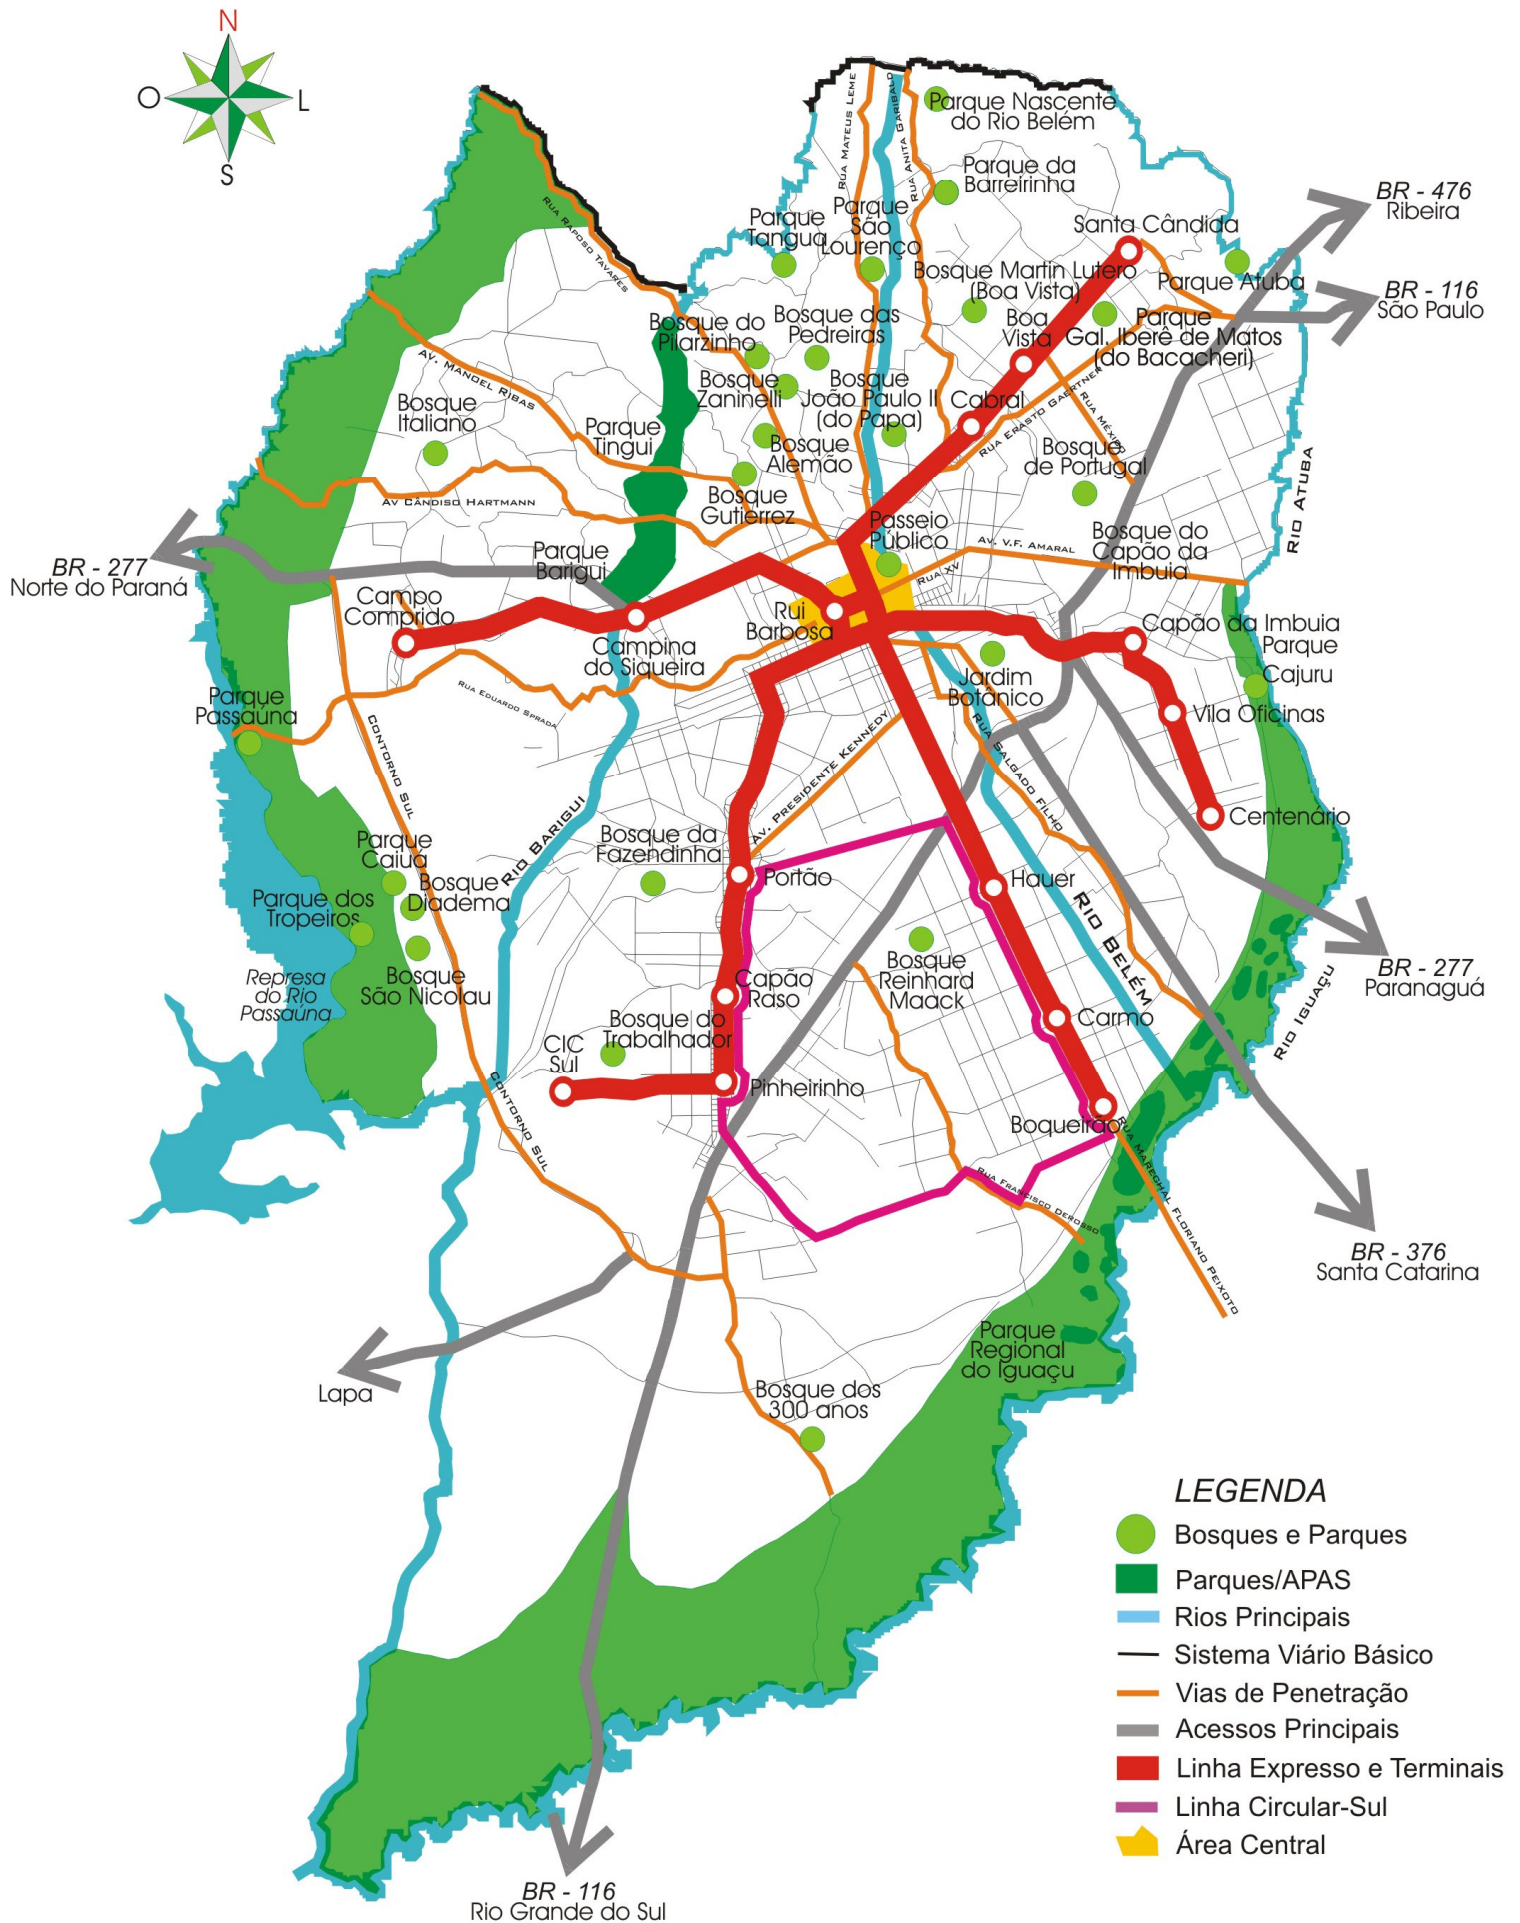 N
O
L
S
RUA MATEUS LEME
RUA ANITA GARIBALDI
Parque Nascente
do Rio Belém
Parque da
Barreirinha
BR - 476
Ribeira
RUA RAPOSO TAVARES
Parque
Tanguá
Parque
São
Lourenço
Santa Cândida
Bosque Martin Lutero
(Boa Vista)
Parque Atuba
BR - 116
São Paulo
Bosque do
Pilarzinho
Bosque das
Pedreiras
Boa
Vista
Parque
Gal. Iberê de Matos
(do Bacacheri)
AV. MANOEL RIBAS
Bosque
Zaninelli
Bosque
João Paulo II
(do Papa)
Cabral
RUA ERASTO GAERTNER
RUA MÉXICO
Bosque
Italiano
Parque
Tingui
Bosque
Alemão
Bosque
de Portugal
RIO ATUBA
AV CÂNDISO HARTMANN
Bosque
Gutierrez
Passeio
Público
AV. V.F. AMARAL
Bosque do
Capão da
Imbuia
BR - 277
Norte do Paraná
Parque
Barigui
RUA XV
Campo
Comprido
Rui
Barbosa
Capão da Imbuia
Parque
Cajuru
Campina
do Siqueira
Jardim
Botânico
RUA EDUARDO SPRADA
Parque
Passaúna
Vila Oficinas
CONTORNO SUL
AV. PRESIDENTE KENNEDY
RUA SALGADO FILHO
RIO BARIGUI
Centenário
Parque
Caiuá
Bosque da
Fazendinha
Portão
Hauer
Bosque
Diadema
Parque dos
Tropeiros
RIO BELÉM
Bosque
São Nicolau
Represa
do Rio
Passaúna
Bosque
Reinhard
Maack
BR - 277
Paranaguá
Capão
Raso
RIO IGUAÇU
Bosque do
Trabalhador
Carmo
CIC
Sul
Pinheirinho
CONTORNO SUL
Boqueirão
RUA MARECHAL FLORIANO PEIXOTO
RUA FRANCISCO DEROSSO
BR - 376
Santa Catarina
Parque
Regional
do Iguaçu
Lapa
Bosque dos
300 anos
LEGENDA
Bosques e Parques
Parques/APAS
Rios Principais
Sistema Viário Básico
Vias de Penetração
Acessos Principais
Linha Expresso e Terminais
Linha Circular-Sul
Área Central
BR - 116
Rio Grande do Sul